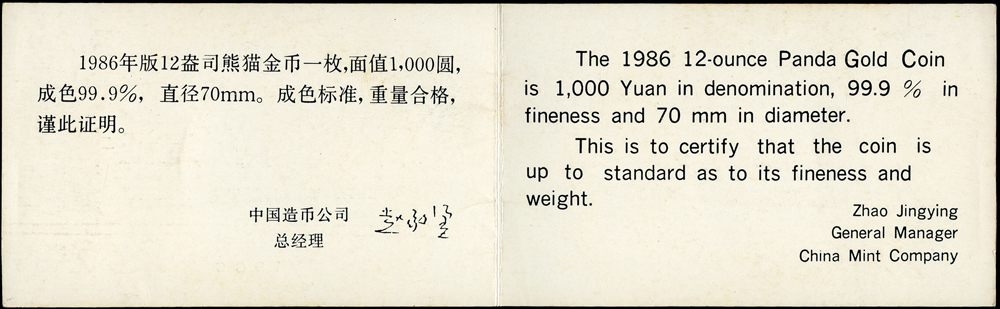 1986年版12盎司熊猫金币一枚,面值1,000圆,
成色99.9%, 直径70mm。成色标准,重量合格,
谨此证明。
中国造币公司
总经理
The 1986 12-ounce Panda Gold Coin
is 1,000 Yuan in denomination, 99.9 % in
fineness and 70 mm in diameter.
This is to certify that the coin is
up to standard as to its fineness and
weight.
Zhao Jingying
General Manager
China Mint Company